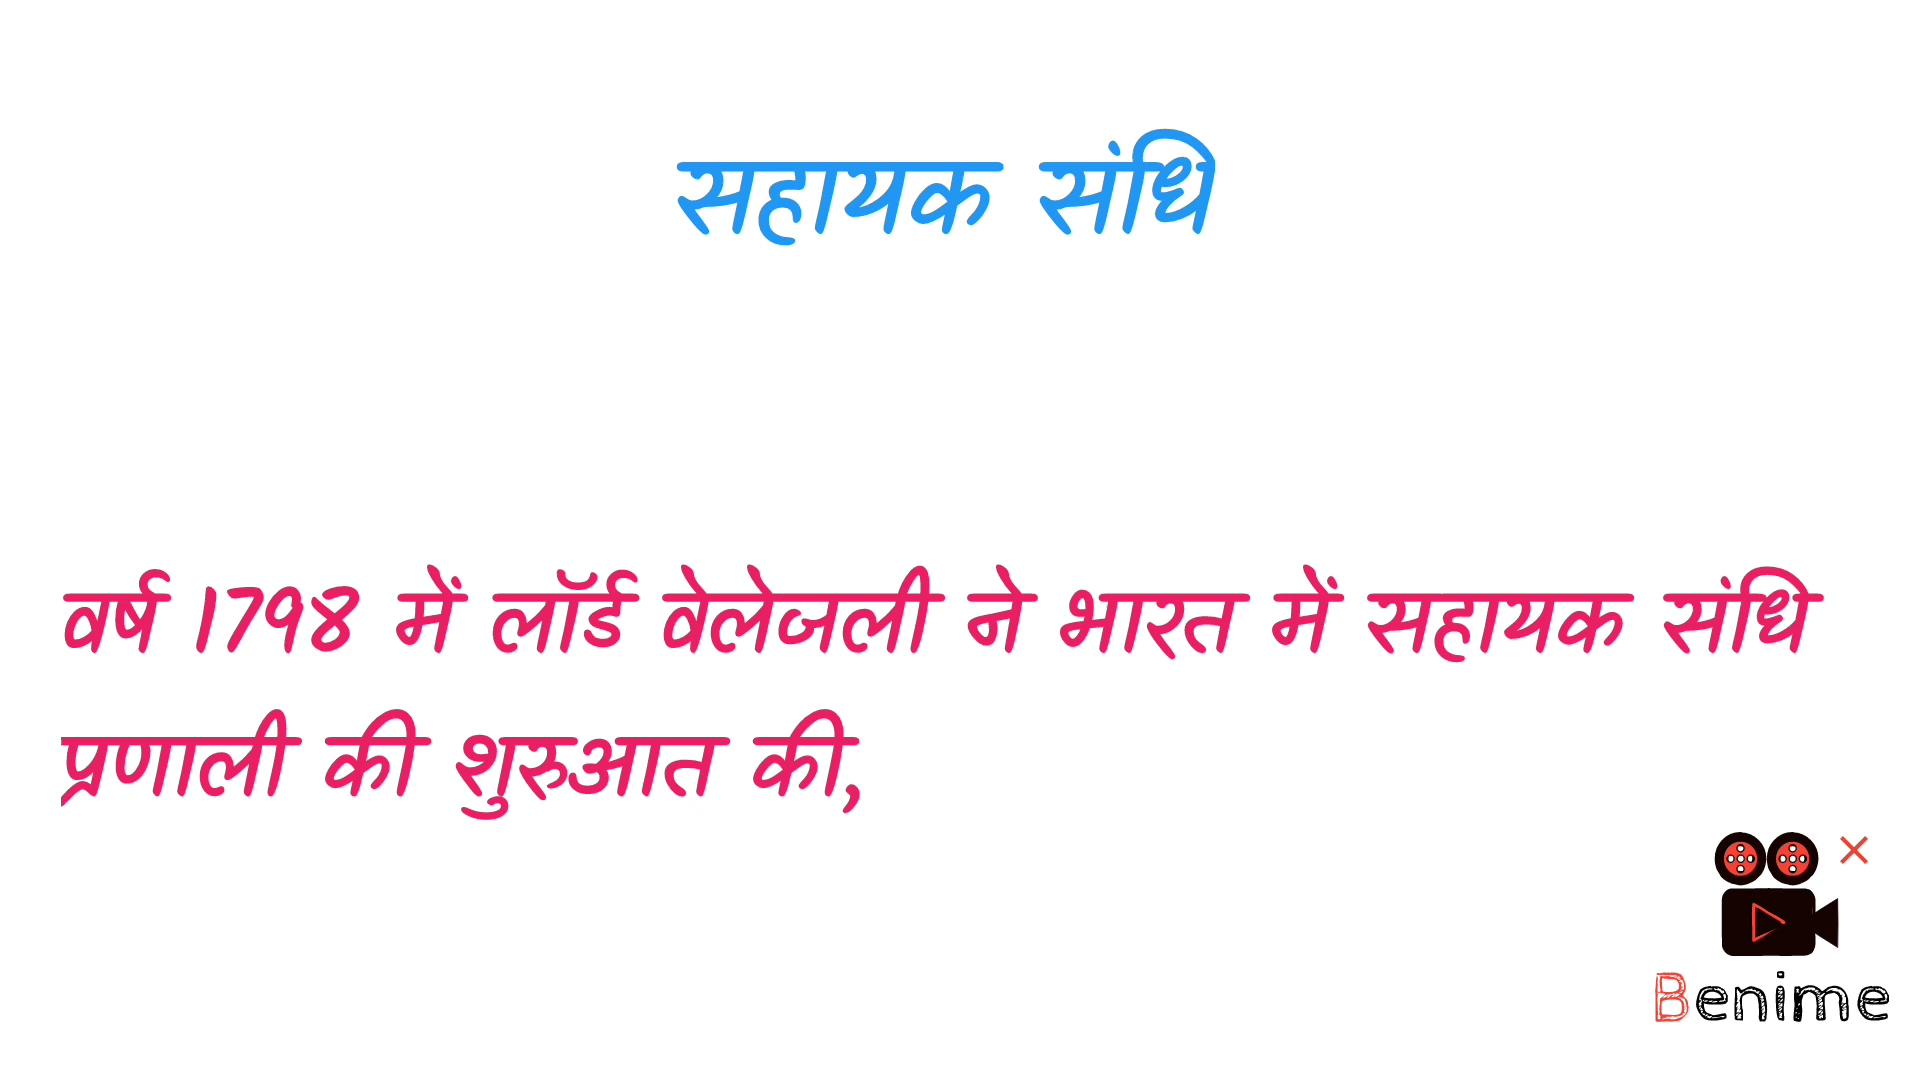 सहायक संधि
वर्ष 1798 में लॉर्ड वेलेजली ने भारत में सहायक संधि
प्रणाली की शुरुआत की,
Benime